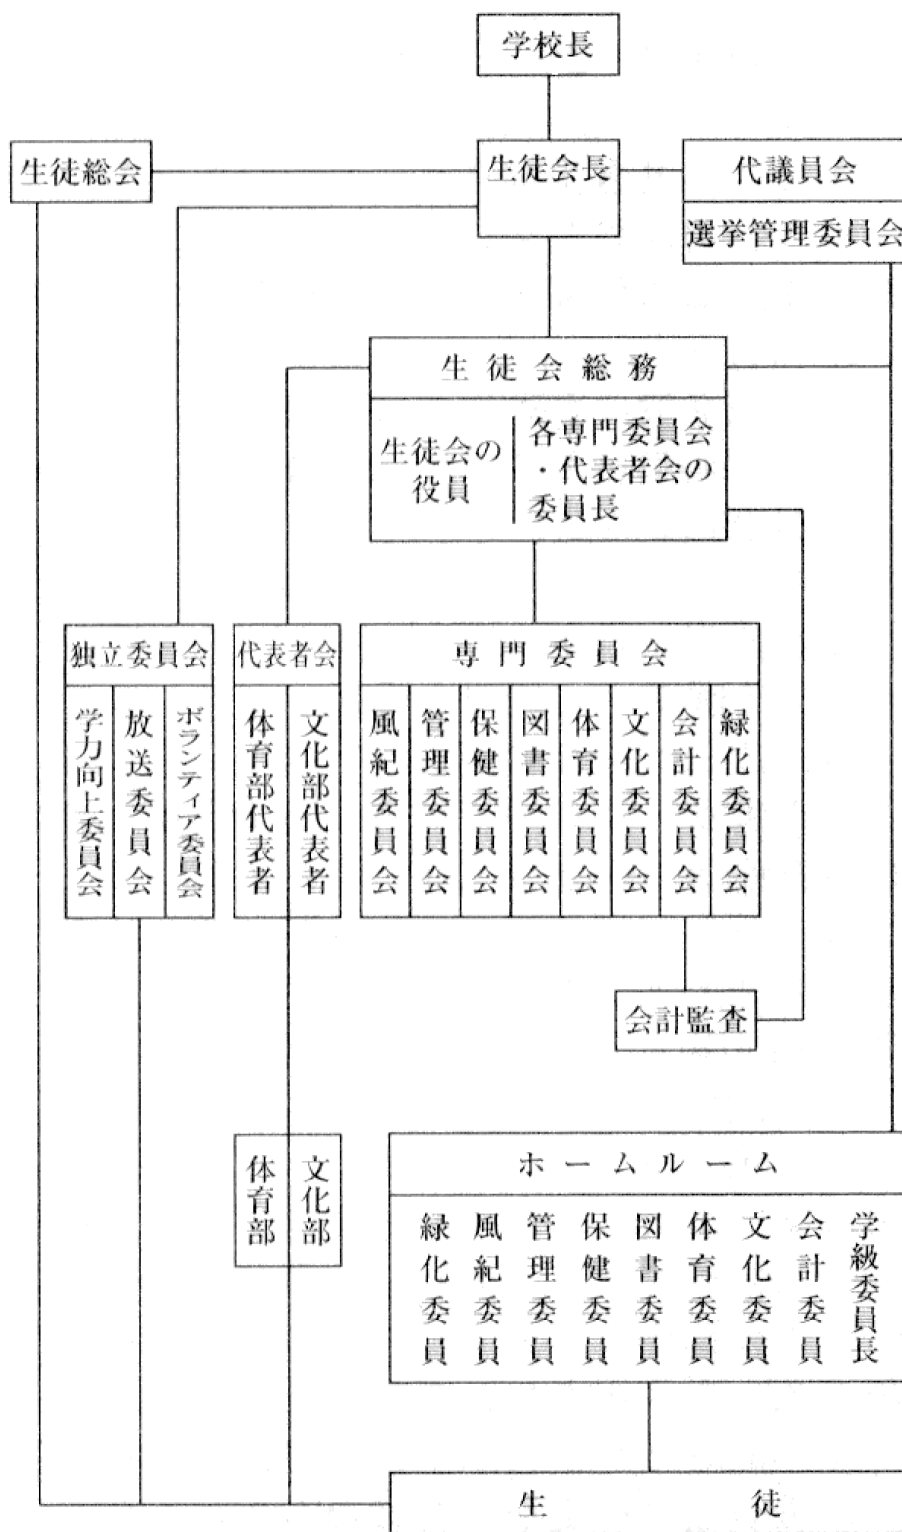 学校長
生徒総会
生徒会長
代議員会
選挙管理委員会
生徒会総務
生徒会の
役員
各専門委員会
・代表者会の
委員長
独立委員会
学力向上委員会
放送委員会
ボランティア委員会
代表者会
体育部代表者
文化部代表者
専門委員会
風紀委員会
管理委員会
保健委員会
図書委員会
体育委員会
文化委員会
会計委員会
緑化委員会
会計監査
体育部
文化部
ホームルーム
緑化委員
風紀委員
管理委員
保健委員
図書委員
体育委員
文化委員
会計委員
学級委員長
生徒